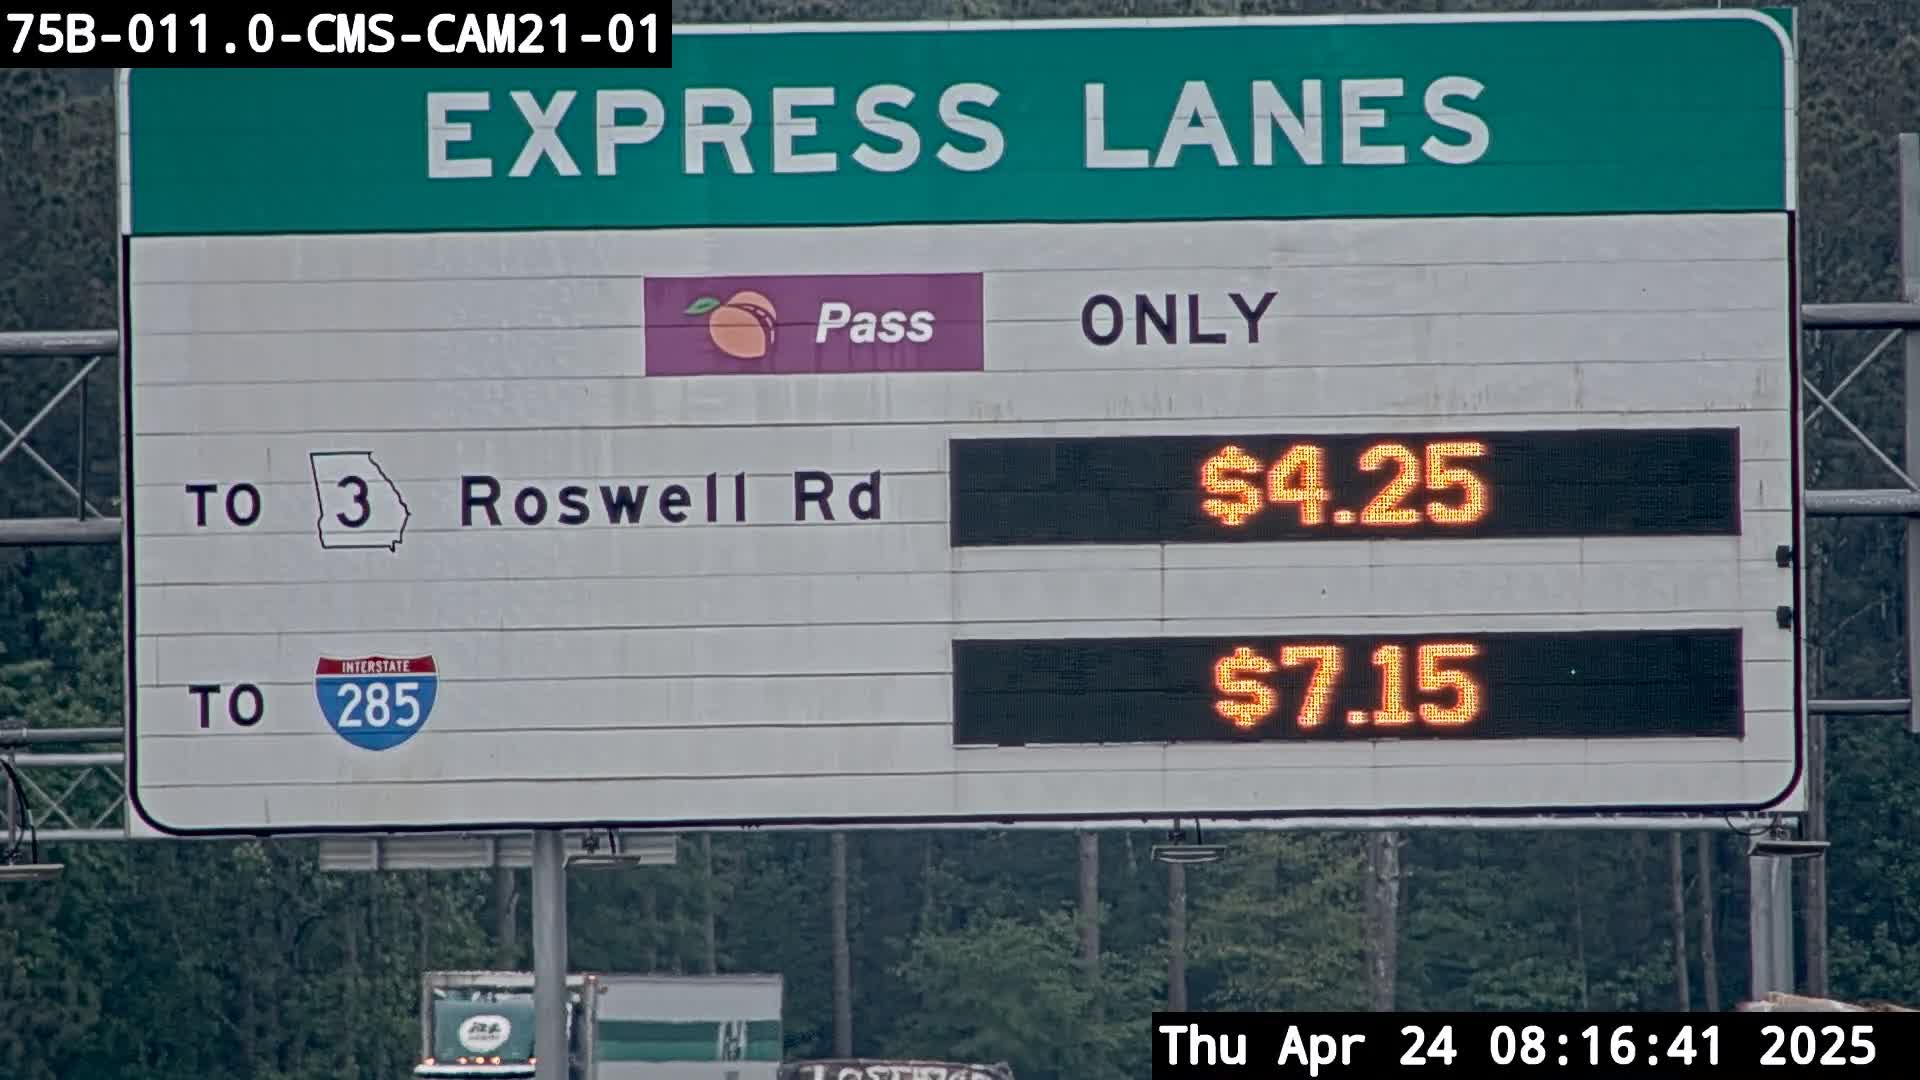 75B-011.0-CMS-CAM21-01
EXPRESS LANES
Pass ONLY
TO 3 Roswell Rd $4.25
INTERSTATE
TO 285 $7.15
Thu Apr 24 08:16:41 2025